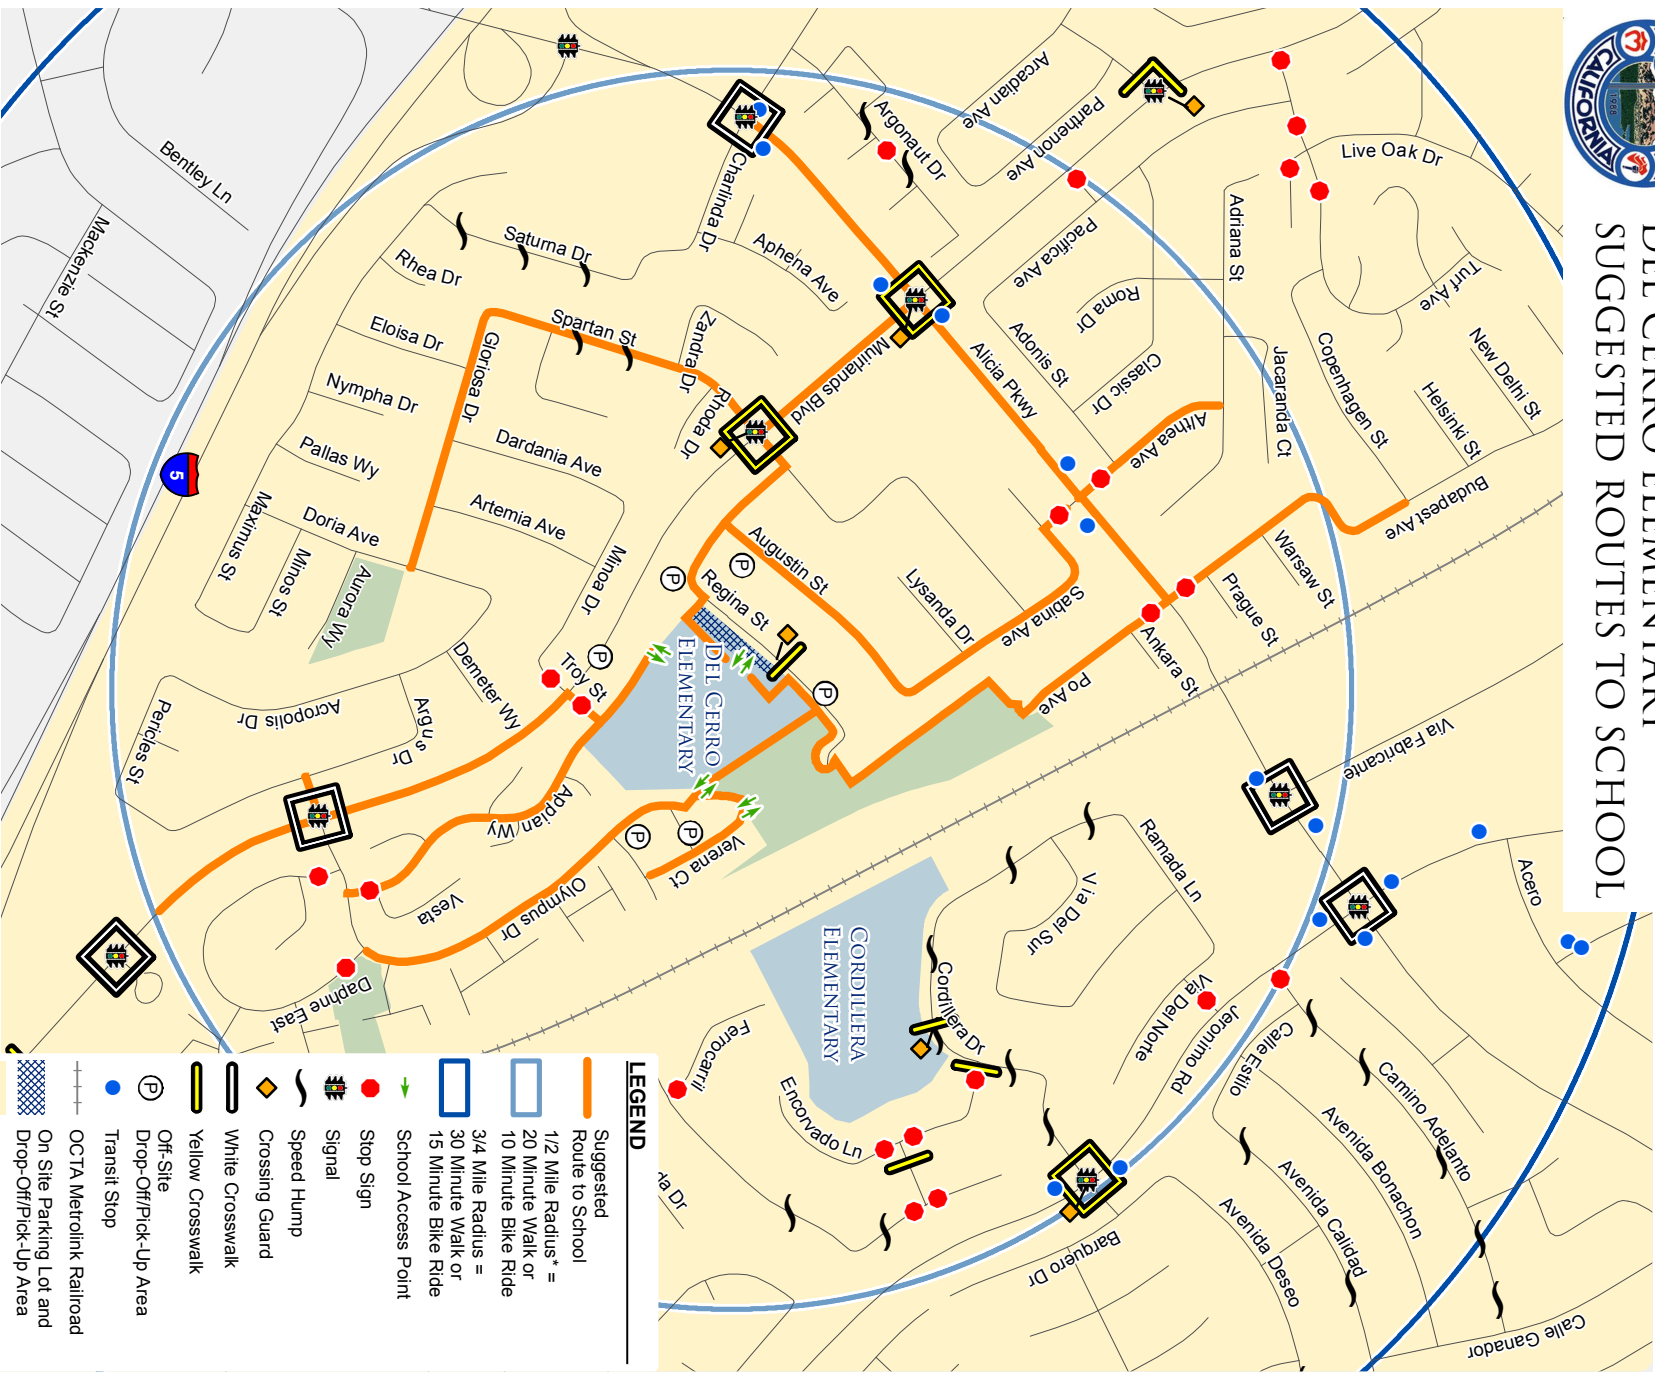 DEL CERRO ELEMENTARY
SUGGESTED ROUTES TO SCHOOL
CALIFORNIA
1988
Live Oak Dr
Turf Ave
New Delhi St
Helsinki St
Copenhagen St
Budapest Ave
Jacaranda Ct
Adriana St
Warsaw St
Prague St
Ankara St
Via Fabricante
Acero
Arcadian Ave
Parthenon Ave
Pacifica Ave
Roma Dr
Classic Dr
Adonis St
Althea Ave
Alicia Pkwy
Argonaut Dr
Aphena Ave
Charlinda Dr
Muirlands Blvd
Zandra Dr
Rhoda Dr
Saturna Dr
Spartan St
Rhea Dr
Eloisa Dr
Gloriosa Dr
Nympha Dr
Pallas Wy
Dardania Ave
Artemia Ave
Doria Ave
Maximus St
Minos St
Aurora Wy
Minoa Dr
Demeter Wy
Troy St
Argus Dr
Acropolis Dr
Pericles St
Appian Wy
Vesta
Olympus Dr
Verena Ct
Daphne East
Augustin St
Regina St
Lysanda Dr
Sabina Ave
Po Ave
Bentley Ln
Mackenzie St
5
DEL CERRO
ELEMENTARY
CORDILLERA
ELEMENTARY
Ramada Ln
Via Del Sur
Cordillera Dr
Via Del Norte
Jeronimo Rd
Calle Estilo
Camino Adelanto
Avenida Bonachon
Avenida Calidad
Avenida Deseo
Calle Ganador
Barquero Dr
Encorvado Ln
Ferrocarril
P
P
P
P
P
P
LEGEND
Suggested
Route to School
1/2 Mile Radius* =
20 Minute Walk or
10 Minute Bike Ride
3/4 Mile Radius =
30 Minute Walk or
15 Minute Bike Ride
School Access Point
Stop Sign
Signal
Speed Hump
Crossing Guard
White Crosswalk
Yellow Crosswalk
P
Off-Site
Drop-Off/Pick-Up Area
Transit Stop
OCTA Metrolink Railroad
On Site Parking Lot and
Drop-Off/Pick-Up Area